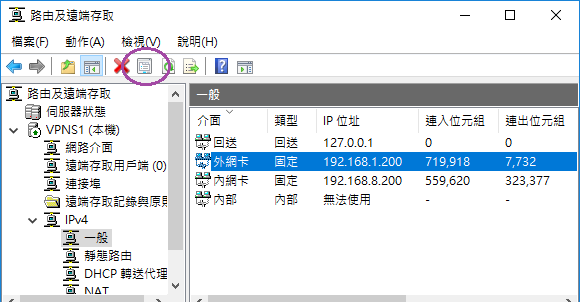 路由及遠端存取
檔案(F) 動作(A) 檢視(V) 說明(H)
路由及遠端存取
伺服器狀態
VPNS1 (本機)
網路介面
遠端存取用戶端 (0)
連接埠
遠端存取記錄與原則
IPv4
一般
靜態路由
DHCP 轉送代理
NAT
一般
介面 類型 IP 位址 連入位元組 連出位元組
回送 回送 127.0.0.1 0 0
外網卡 固定 192.168.1.200 719,918 7,732
內網卡 固定 192.168.8.200 559,620 323,377
內部 內部 無法使用 - -